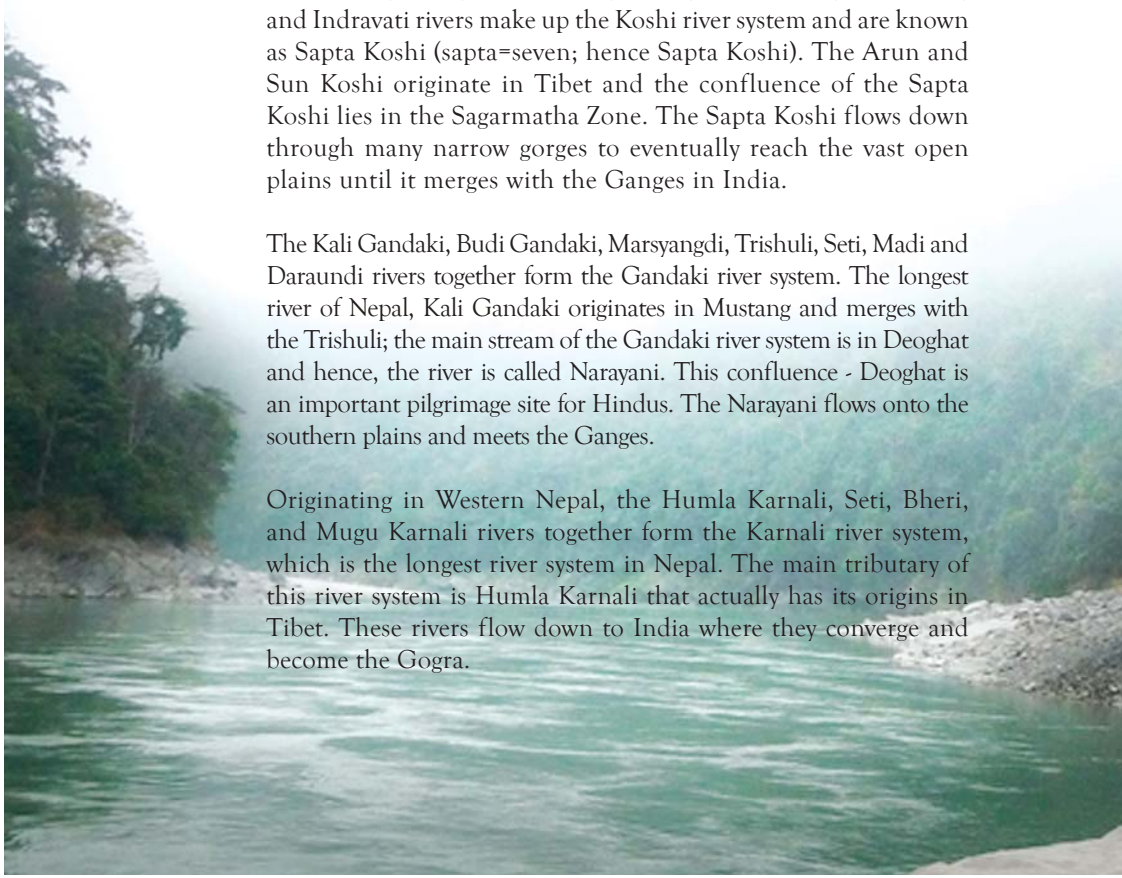 and Indravati rivers make up the Koshi river system and are known
as Sapta Koshi (sapta=seven; hence Sapta Koshi). The Arun and
Sun Koshi originate in Tibet and the confluence of the Sapta
Koshi lies in the Sagarmatha Zone. The Sapta Koshi flows down
through many narrow gorges to eventually reach the vast open
plains until it merges with the Ganges in India.
The Kali Gandaki, Budi Gandaki, Marsyangdi, Trishuli, Seti, Madi and
Daraundi rivers together form the Gandaki river system. The longest
river of Nepal, Kali Gandaki originates in Mustang and merges with
the Trishuli; the main stream of the Gandaki river system is in Deoghat
and hence, the river is called Narayani. This confluence - Deoghat is
an important pilgrimage site for Hindus. The Narayani flows onto the
southern plains and meets the Ganges.
Originating in Western Nepal, the Humla Karnali, Seti, Bheri,
and Mugu Karnali rivers together form the Karnali river system,
which is the longest river system in Nepal. The main tributary of
this river system is Humla Karnali that actually has its origins in
Tibet. These rivers flow down to India where they converge and
become the Gogra.